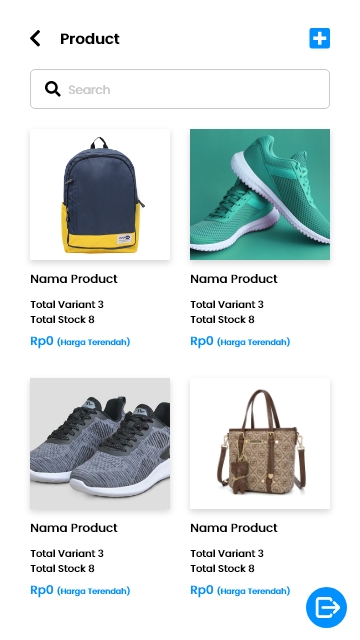 Product
Search
Nama Product
Total Variant 3
Total Stock 8
Rp0 (Harga Terendah)
Nama Product
Total Variant 3
Total Stock 8
Rp0 (Harga Terendah)
Nama Product
Total Variant 3
Total Stock 8
Rp0 (Harga Terendah)
Nama Product
Total Variant 3
Total Stock 8
Rp0 (Harga Terendah)